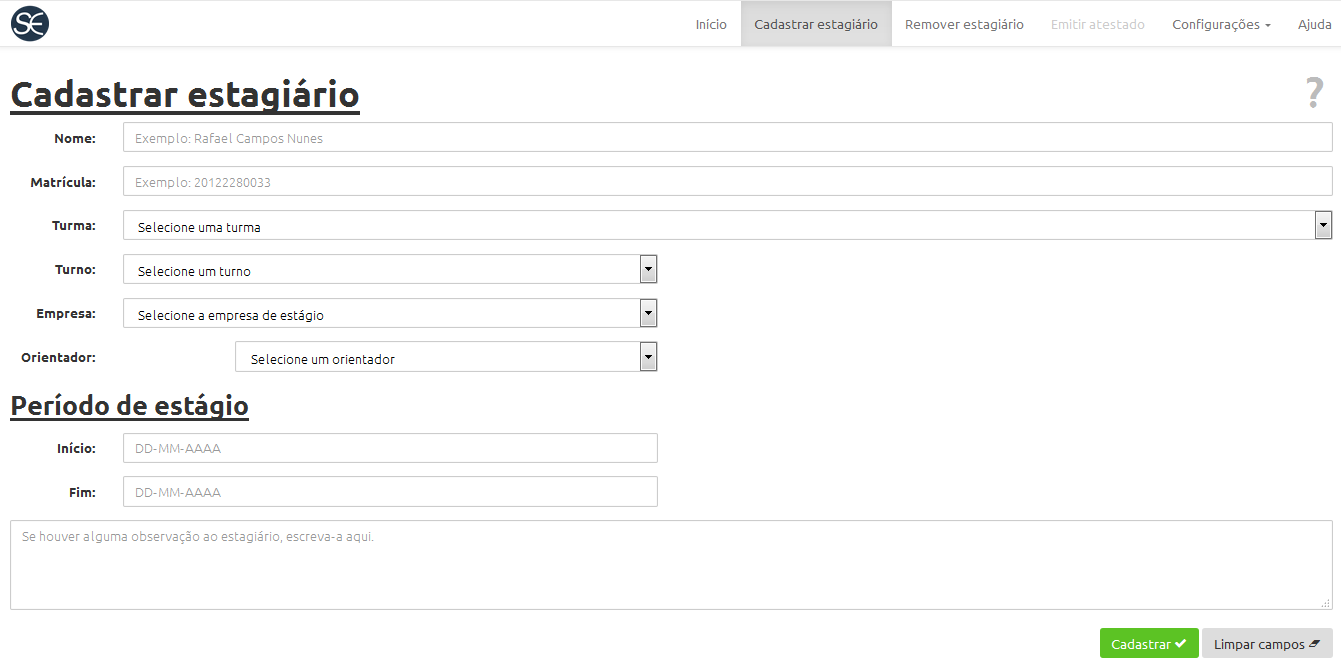 SE
Início Cadastrar estagiário Remover estagiário Emitir atestado Configurações Ajuda
Cadastrar estagiário ?
Nome: Exemplo: Rafael Campos Nunes
Matrícula: Exemplo: 20122280033
Turma: Selecione uma turma
Turno: Selecione um turno
Empresa: Selecione a empresa de estágio
Orientador: Selecione um orientador
Período de estágio
Início: DD-MM-AAAA
Fim: DD-MM-AAAA
Se houver alguma observação ao estagiário, escreva-a aqui.
Cadastrar Limpar campos